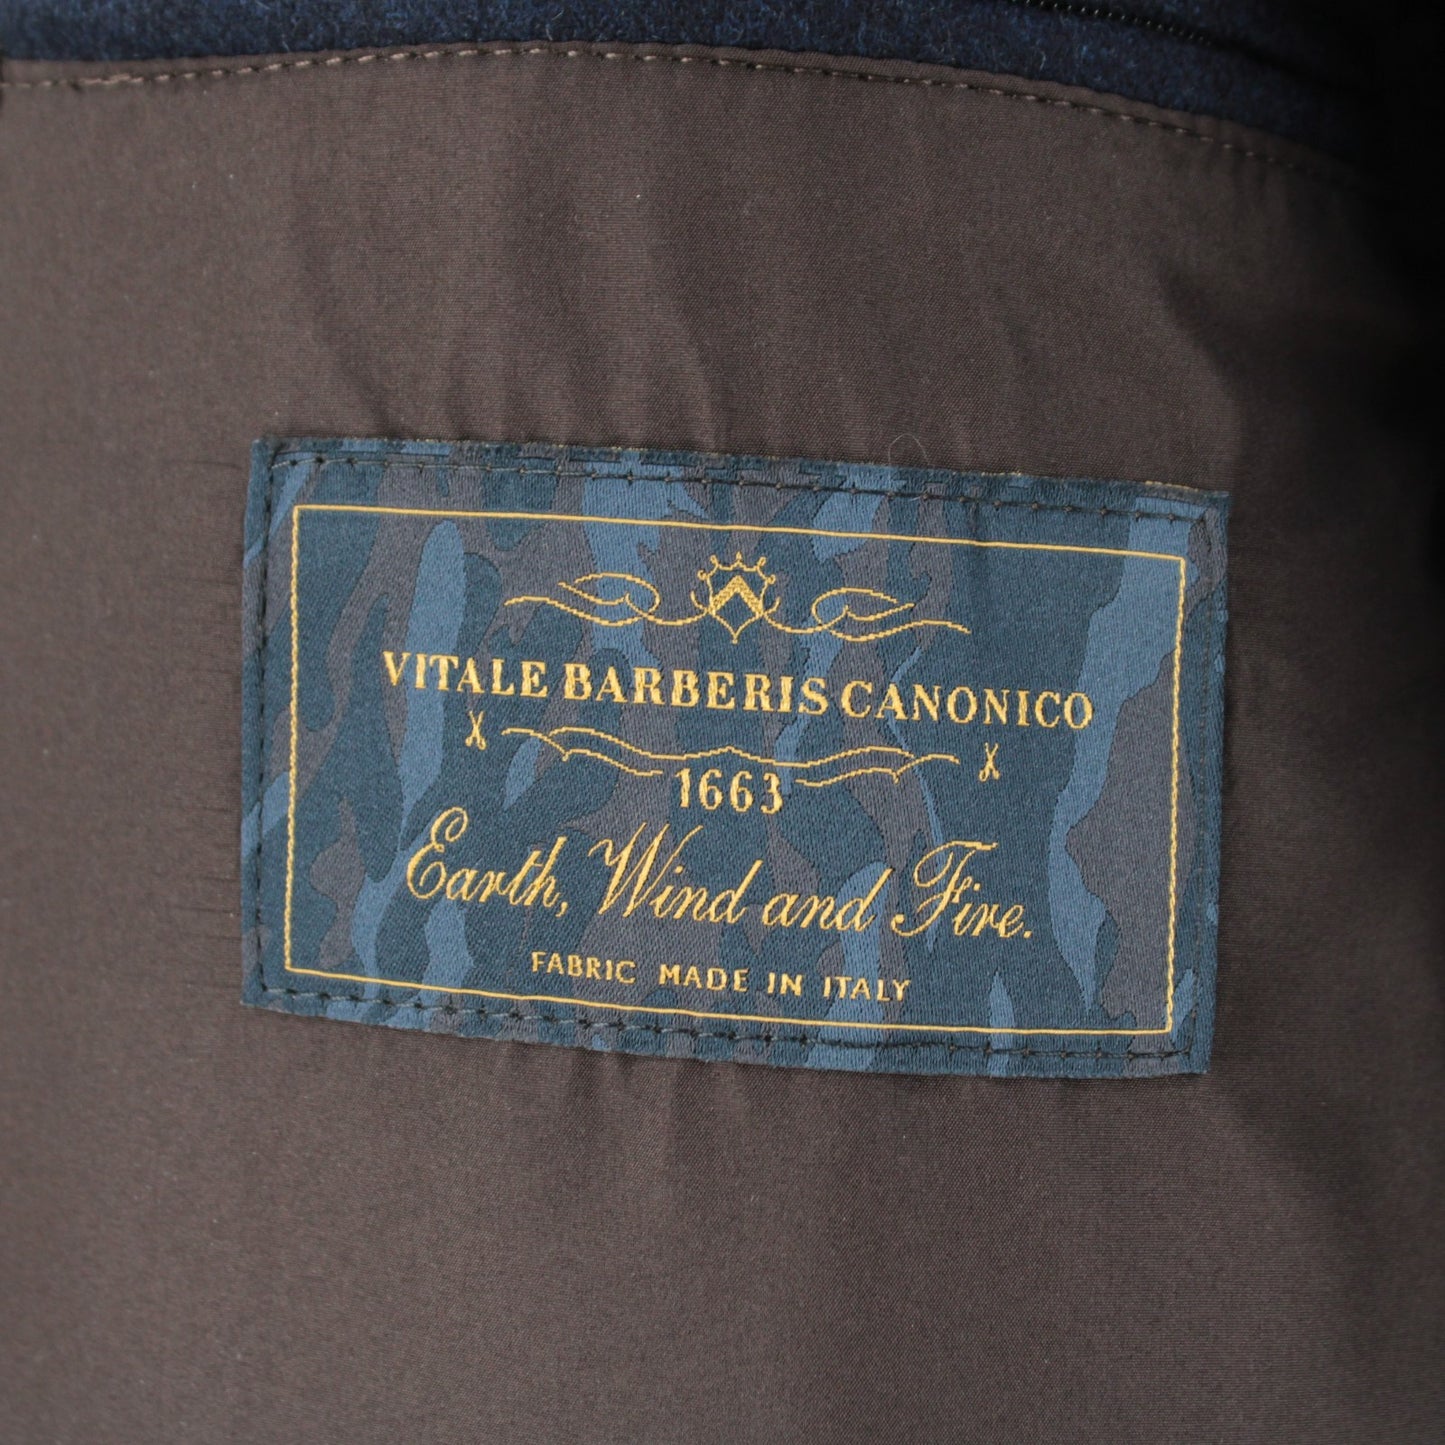 VITALE BARBERIS CANONICO
1663
Earth, Wind and Fire.
FABRIC MADE IN ITALY